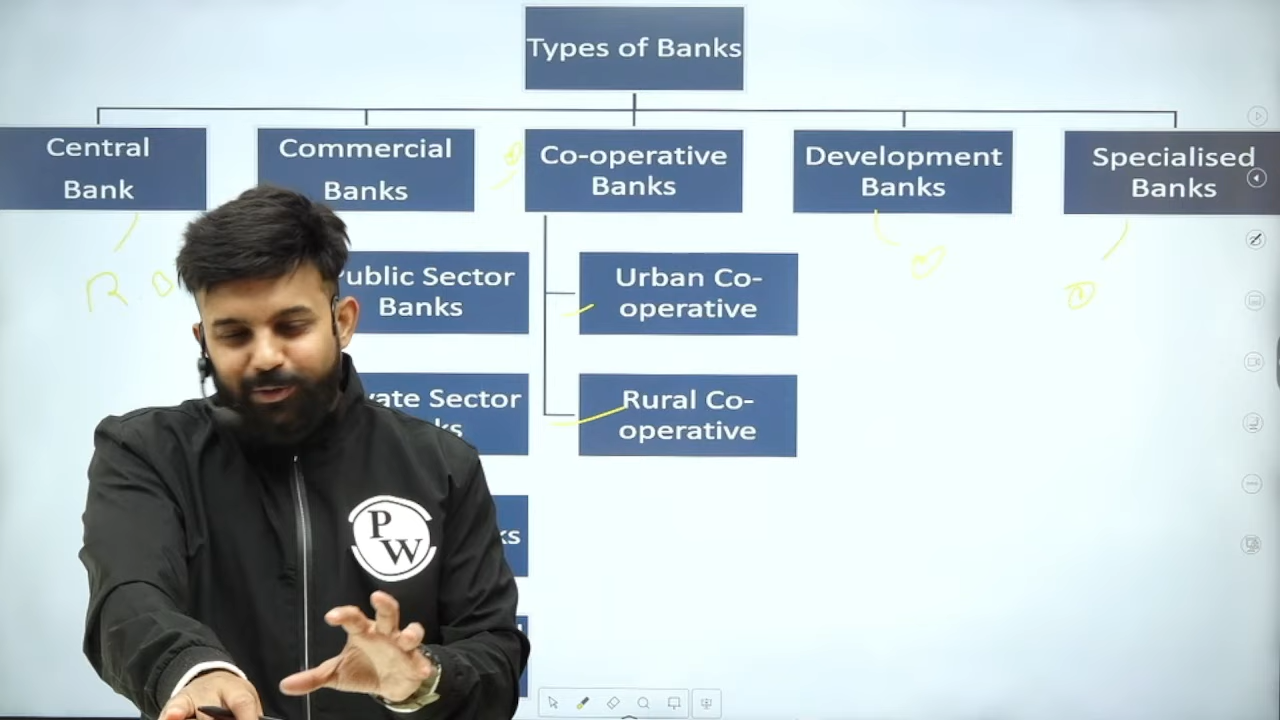 Types of Banks
Central
Bank
Commercial
Banks
Co-operative
Banks
Development
Banks
Specialised
Banks
Public Sector
Banks
Urban Co-
operative
Sector
Rural Co-
operative
P
W